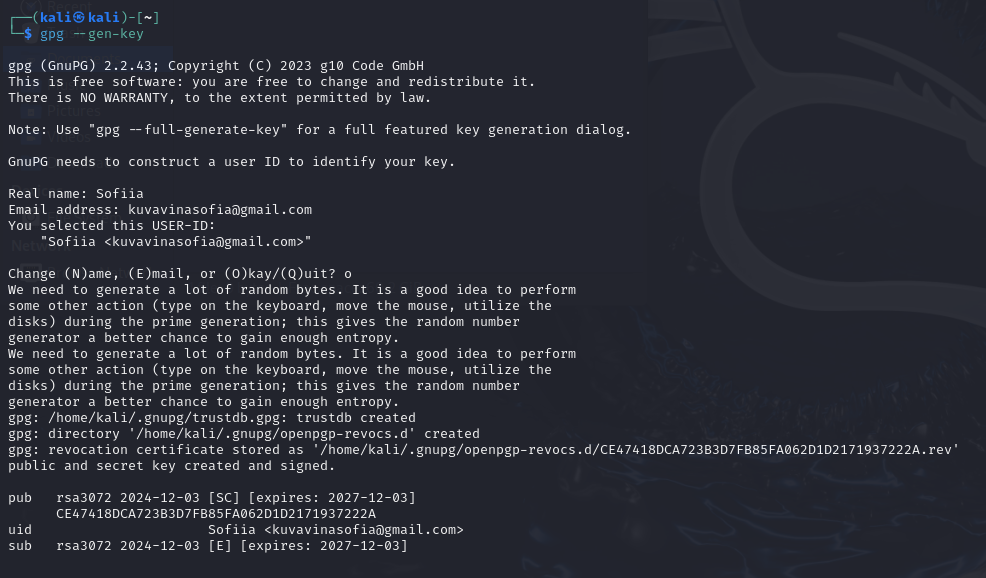 ┌──(kali㉿kali)-[~]
└─$ gpg --gen-key
gpg (GnuPG) 2.2.43; Copyright (C) 2023 g10 Code GmbH
This is free software: you are free to change and redistribute it.
There is NO WARRANTY, to the extent permitted by law.
Note: Use "gpg --full-generate-key" for a full featured key generation dialog.
GnuPG needs to construct a user ID to identify your key.
Real name: Sofiia
Email address: kuvavinasofia@gmail.com
You selected this USER-ID:
    "Sofiia <kuvavinasofia@gmail.com>"
Change (N)ame, (E)mail, or (O)kay/(Q)uit? o
We need to generate a lot of random bytes. It is a good idea to perform
some other action (type on the keyboard, move the mouse, utilize the
disks) during the prime generation; this gives the random number
generator a better chance to gain enough entropy.
We need to generate a lot of random bytes. It is a good idea to perform
some other action (type on the keyboard, move the mouse, utilize the
disks) during the prime generation; this gives the random number
generator a better chance to gain enough entropy.
gpg: /home/kali/.gnupg/trustdb.gpg: trustdb created
gpg: directory '/home/kali/.gnupg/openpgp-revocs.d' created
gpg: revocation certificate stored as '/home/kali/.gnupg/openpgp-revocs.d/CE47418DCA723B3D7FB85FA062D1D2171937222A.rev'
public and secret key created and signed.
pub   rsa3072 2024-12-03 [SC] [expires: 2027-12-03]
      CE47418DCA723B3D7FB85FA062D1D2171937222A
uid                      Sofiia <kuvavinasofia@gmail.com>
sub   rsa3072 2024-12-03 [E] [expires: 2027-12-03]